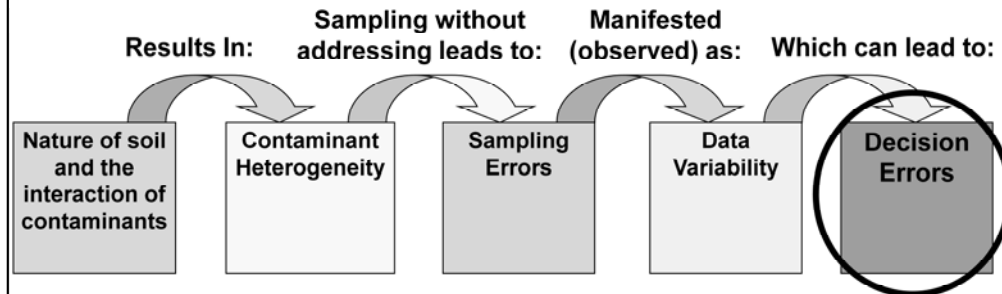 Results In:
Sampling without
addressing leads to:
Manifested
(observed) as:
Which can lead to:
Nature of soil
and the
interaction of
contaminants
Contaminant
Heterogeneity
Sampling
Errors
Data
Variability
Decision
Errors